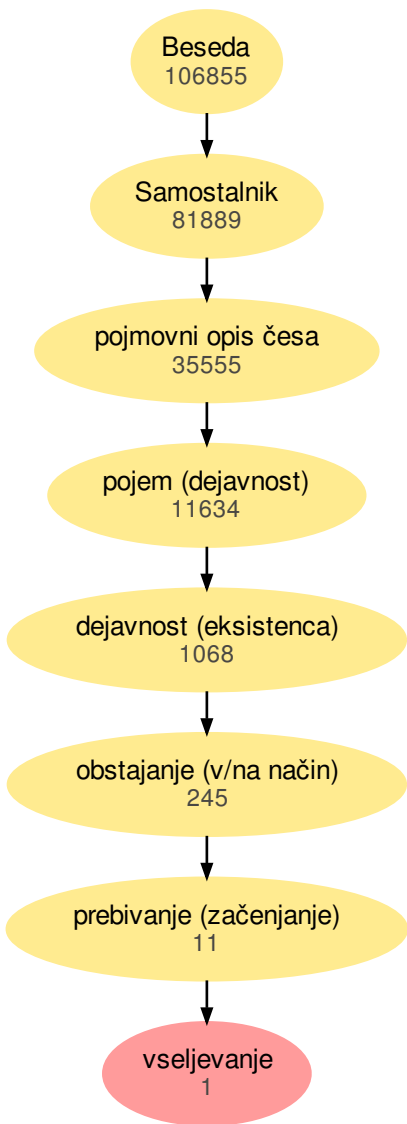 Beseda
106855
Samostalnik
81889
pojmovni opis česa
35555
pojem (dejavnost)
11634
dejavnost (eksistenca)
1068
obstajanje (v/na način)
245
prebivanje (začenjanje)
11
vseljevanje
1